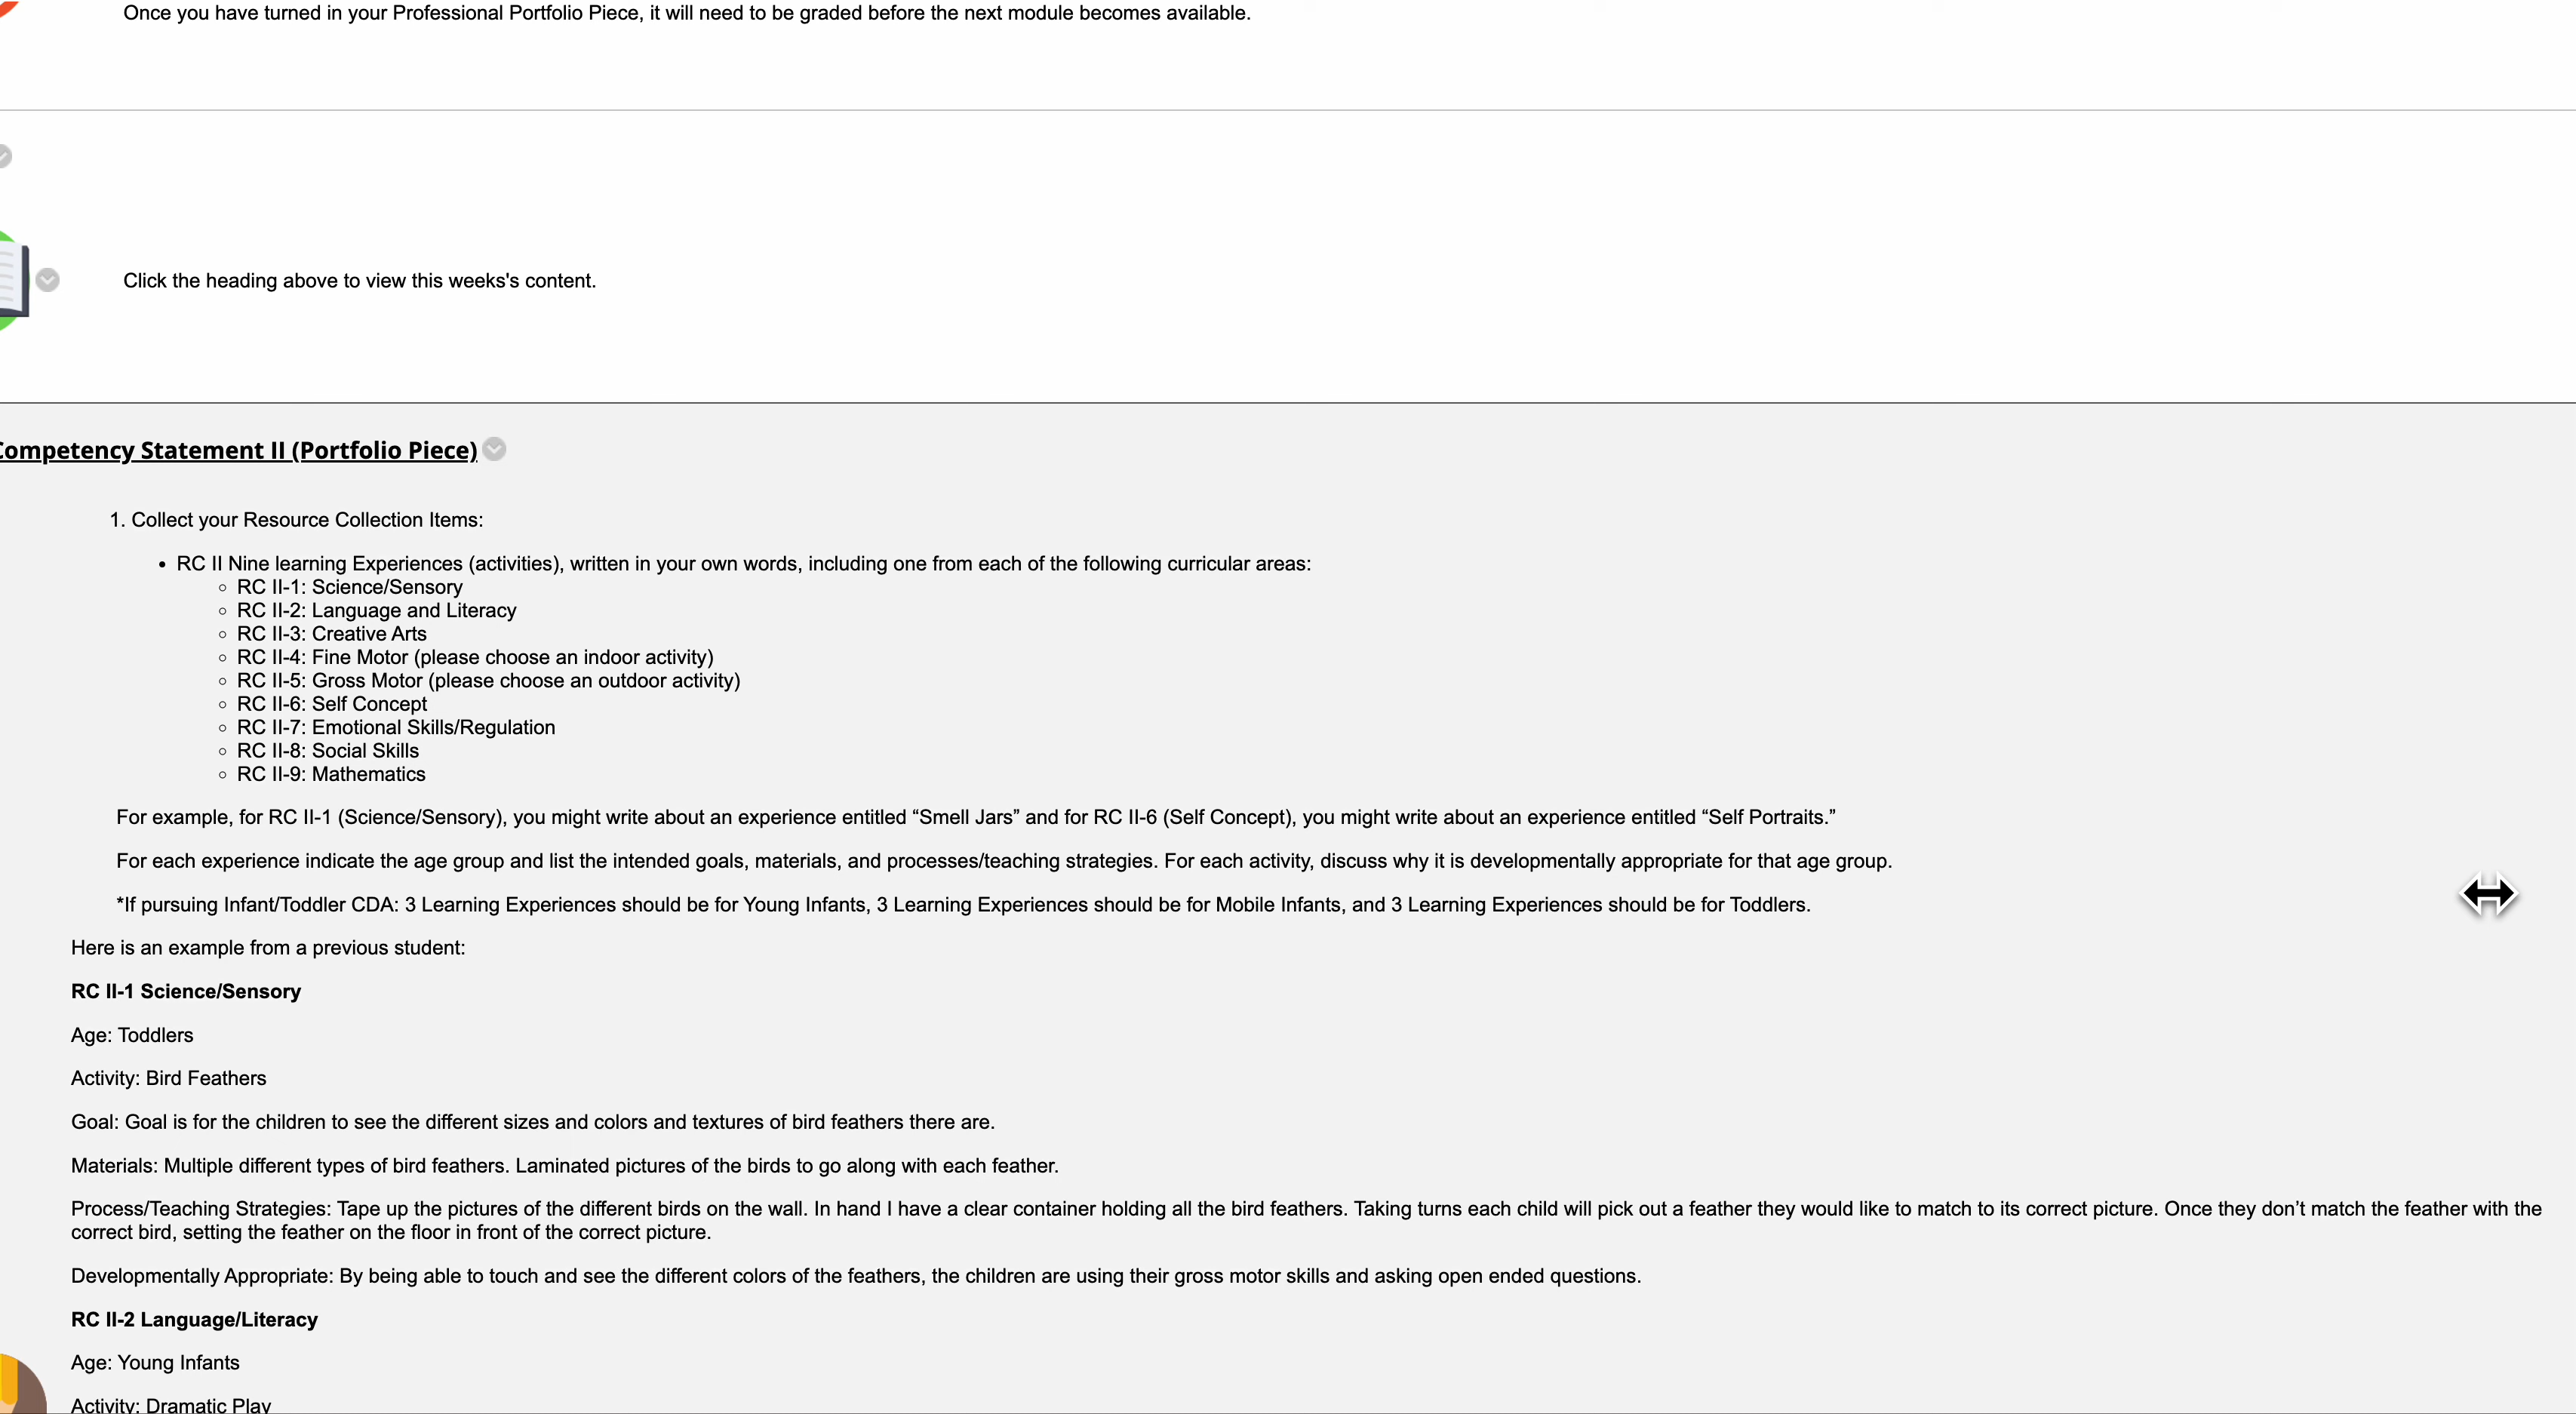 Once you have turned in your Professional Portfolio Piece, it will need to be graded before the next module becomes available.
Click the heading above to view this weeks's content.
Competency Statement II (Portfolio Piece)
1. Collect your Resource Collection Items:
• RC II Nine learning Experiences (activities), written in your own words, including one from each of the following curricular areas:
◦ RC II-1: Science/Sensory
◦ RC II-2: Language and Literacy
◦ RC II-3: Creative Arts
◦ RC II-4: Fine Motor (please choose an indoor activity)
◦ RC II-5: Gross Motor (please choose an outdoor activity)
◦ RC II-6: Self Concept
◦ RC II-7: Emotional Skills/Regulation
◦ RC II-8: Social Skills
◦ RC II-9: Mathematics
For example, for RC II-1 (Science/Sensory), you might write about an experience entitled “Smell Jars” and for RC II-6 (Self Concept), you might write about an experience entitled “Self Portraits.”
For each experience indicate the age group and list the intended goals, materials, and processes/teaching strategies. For each activity, discuss why it is developmentally appropriate for that age group.
*If pursuing Infant/Toddler CDA: 3 Learning Experiences should be for Young Infants, 3 Learning Experiences should be for Mobile Infants, and 3 Learning Experiences should be for Toddlers.
Here is an example from a previous student:
RC II-1 Science/Sensory
Age: Toddlers
Activity: Bird Feathers
Goal: Goal is for the children to see the different sizes and colors and textures of bird feathers there are.
Materials: Multiple different types of bird feathers. Laminated pictures of the birds to go along with each feather.
Process/Teaching Strategies: Tape up the pictures of the different birds on the wall. In hand I have a clear container holding all the bird feathers. Taking turns each child will pick out a feather they would like to match to its correct picture. Once they don’t match the feather with the
correct bird, setting the feather on the floor in front of the correct picture.
Developmentally Appropriate: By being able to touch and see the different colors of the feathers, the children are using their gross motor skills and asking open ended questions.
RC II-2 Language/Literacy
Age: Young Infants
Activity: Dramatic Play